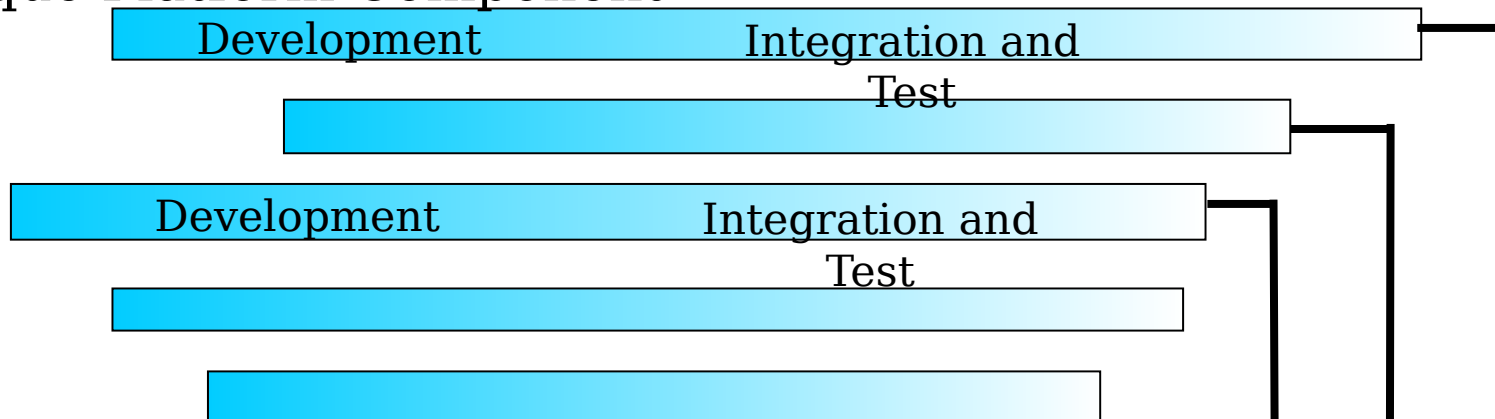 Development
Integration and
Test
Development
Integration and
Test